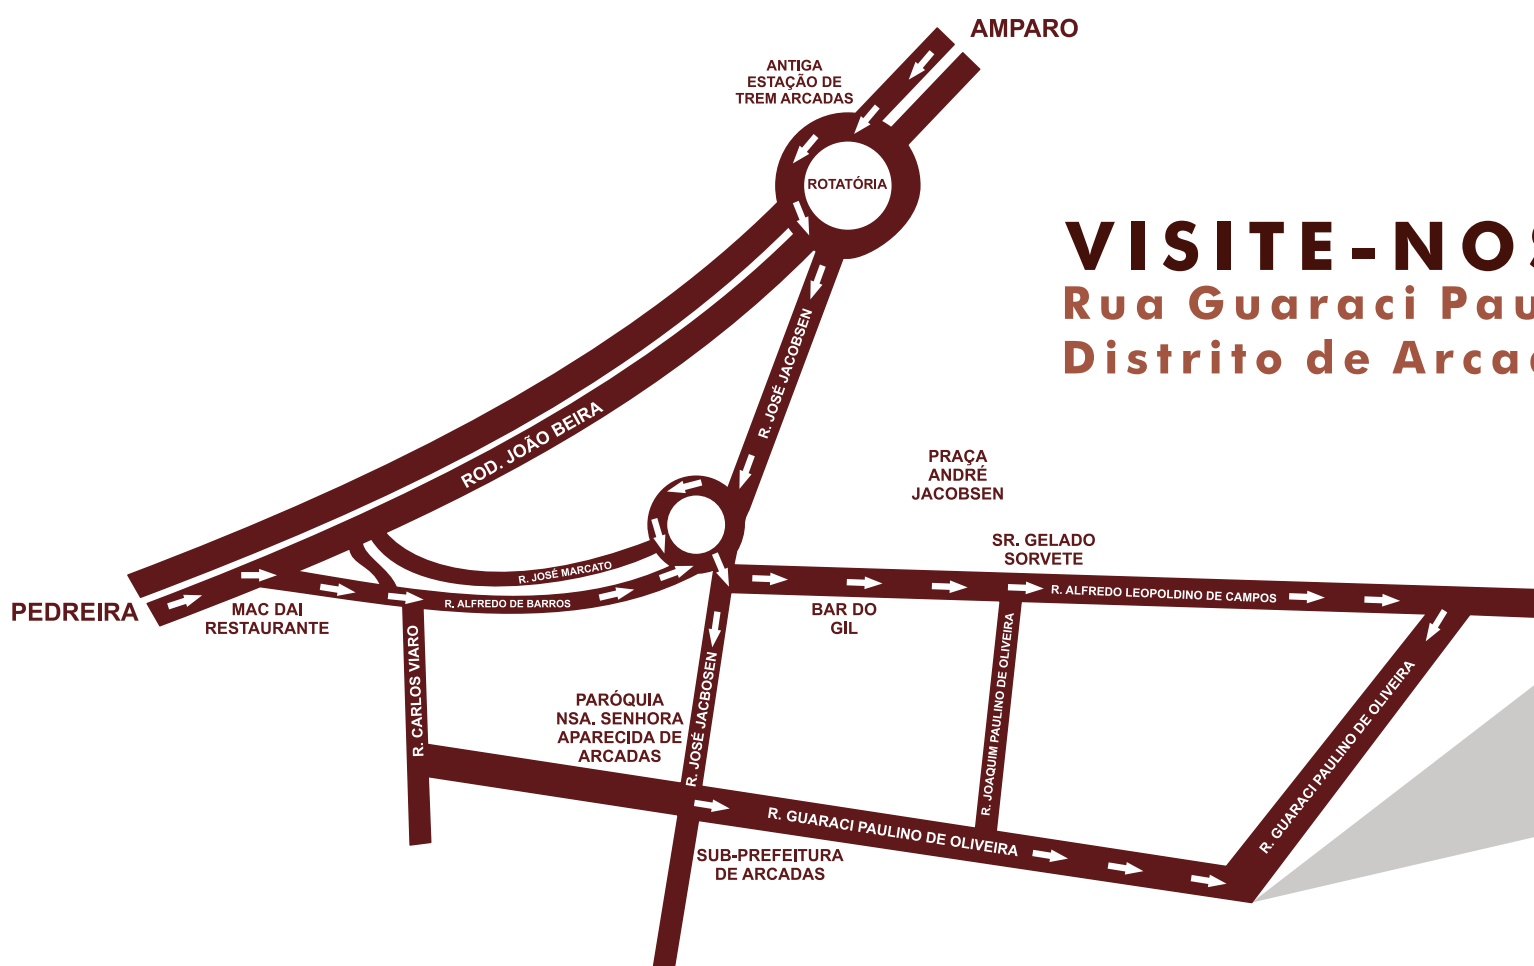 AMPARO
ANTIGA
ESTAÇÃO DE
TREM ARCADAS
ROTATÓRIA
VISITE-NOS
Rua Guaraci Pau
Distrito de Arcad
R. JOSÉ JACOBSEN
ROD. JOÃO BEIRA
PRAÇA
ANDRÉ
JACOBSEN
SR. GELADO
SORVETE
R. JOSÉ MARCATO
R. ALFREDO DE BARROS
R. ALFREDO LEOPOLDINO DE CAMPOS
PEDREIRA
MAC DAI
RESTAURANTE
BAR DO
GIL
R. CARLOS VIARO
PARÓQUIA
NSA. SENHORA
APARECIDA DE
ARCADAS
R. JOSÉ JACBOSEN
R. JOAQUIM PAULINO DE OLIVEIRA
R. GUARACI PAULINO DE OLIVEIRA
R. GUARACI PAULINO DE OLIVEIRA
SUB-PREFEITURA
DE ARCADAS